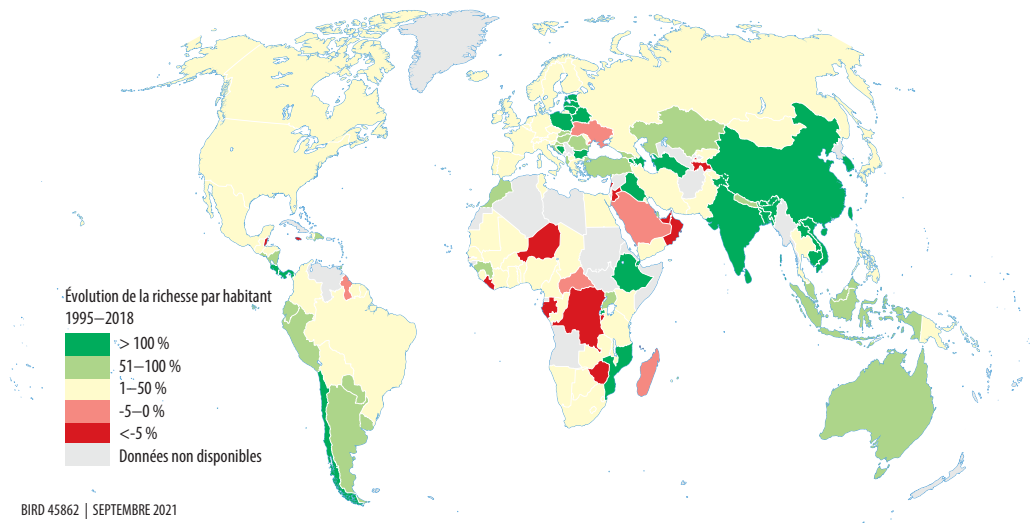 Évolution de la richesse par habitant
1995–2018
> 100 %
51–100 %
1–50 %
-5–0 %
<-5 %
Données non disponibles
BIRD 45862 | SEPTEMBRE 2021